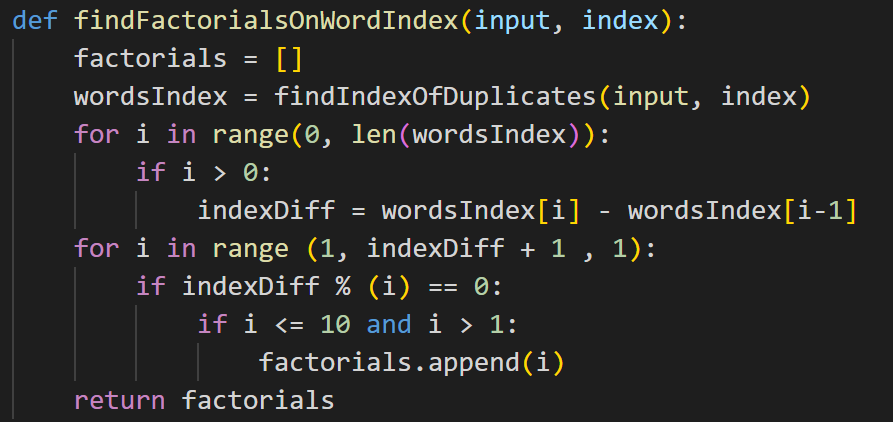 def findFactorialsOnWordIndex(input, index):
    factorials = []
    wordsIndex = findIndexOfDuplicates(input, index)
    for i in range(0, len(wordsIndex)):
        if i > 0:
            indexDiff = wordsIndex[i] - wordsIndex[i-1]
    for i in range (1, indexDiff + 1 , 1):
        if indexDiff % (i) == 0:
            if i <= 10 and i > 1:
                factorials.append(i)
    return factorials